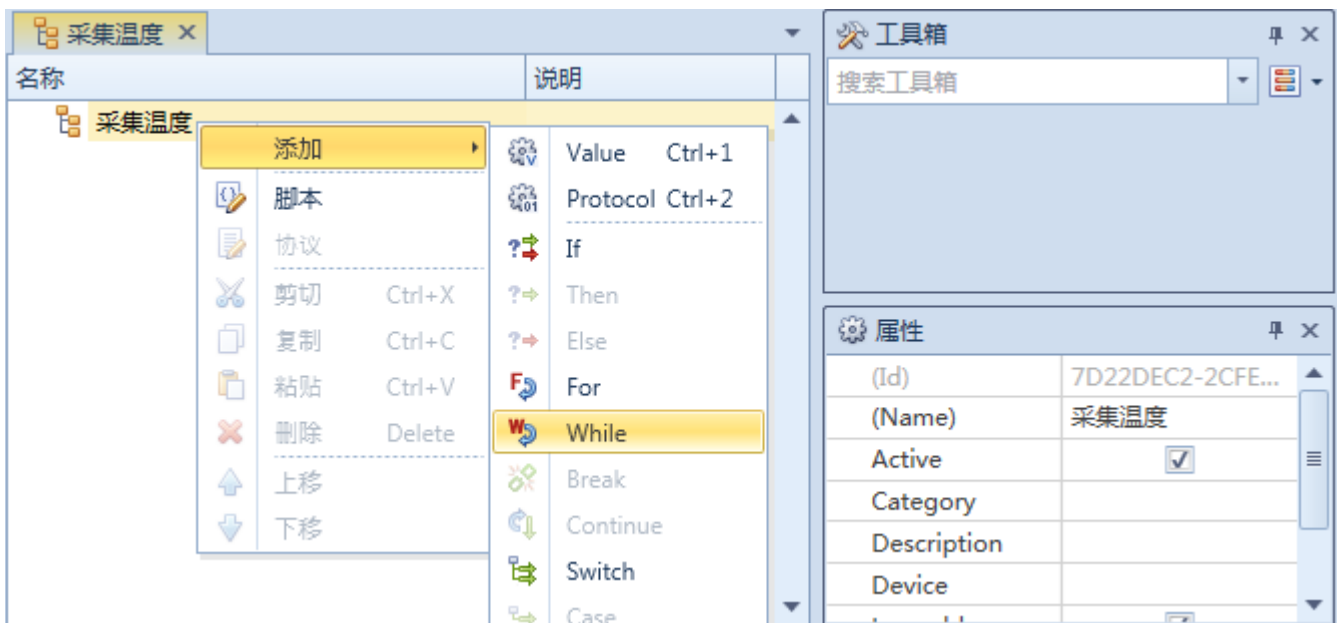 采集温度
名称
说明
采集温度
添加
脚本
协议
剪切 Ctrl+X
复制 Ctrl+C
粘贴 Ctrl+V
删除 Delete
上移
下移
Value Ctrl+1
Protocol Ctrl+2
If
Then
Else
For
While
Break
Continue
Switch
Case
工具箱
搜索工具箱
属性
(Id) 7D22DEC2-2CFE...
(Name) 采集温度
Active
Category
Description
Device